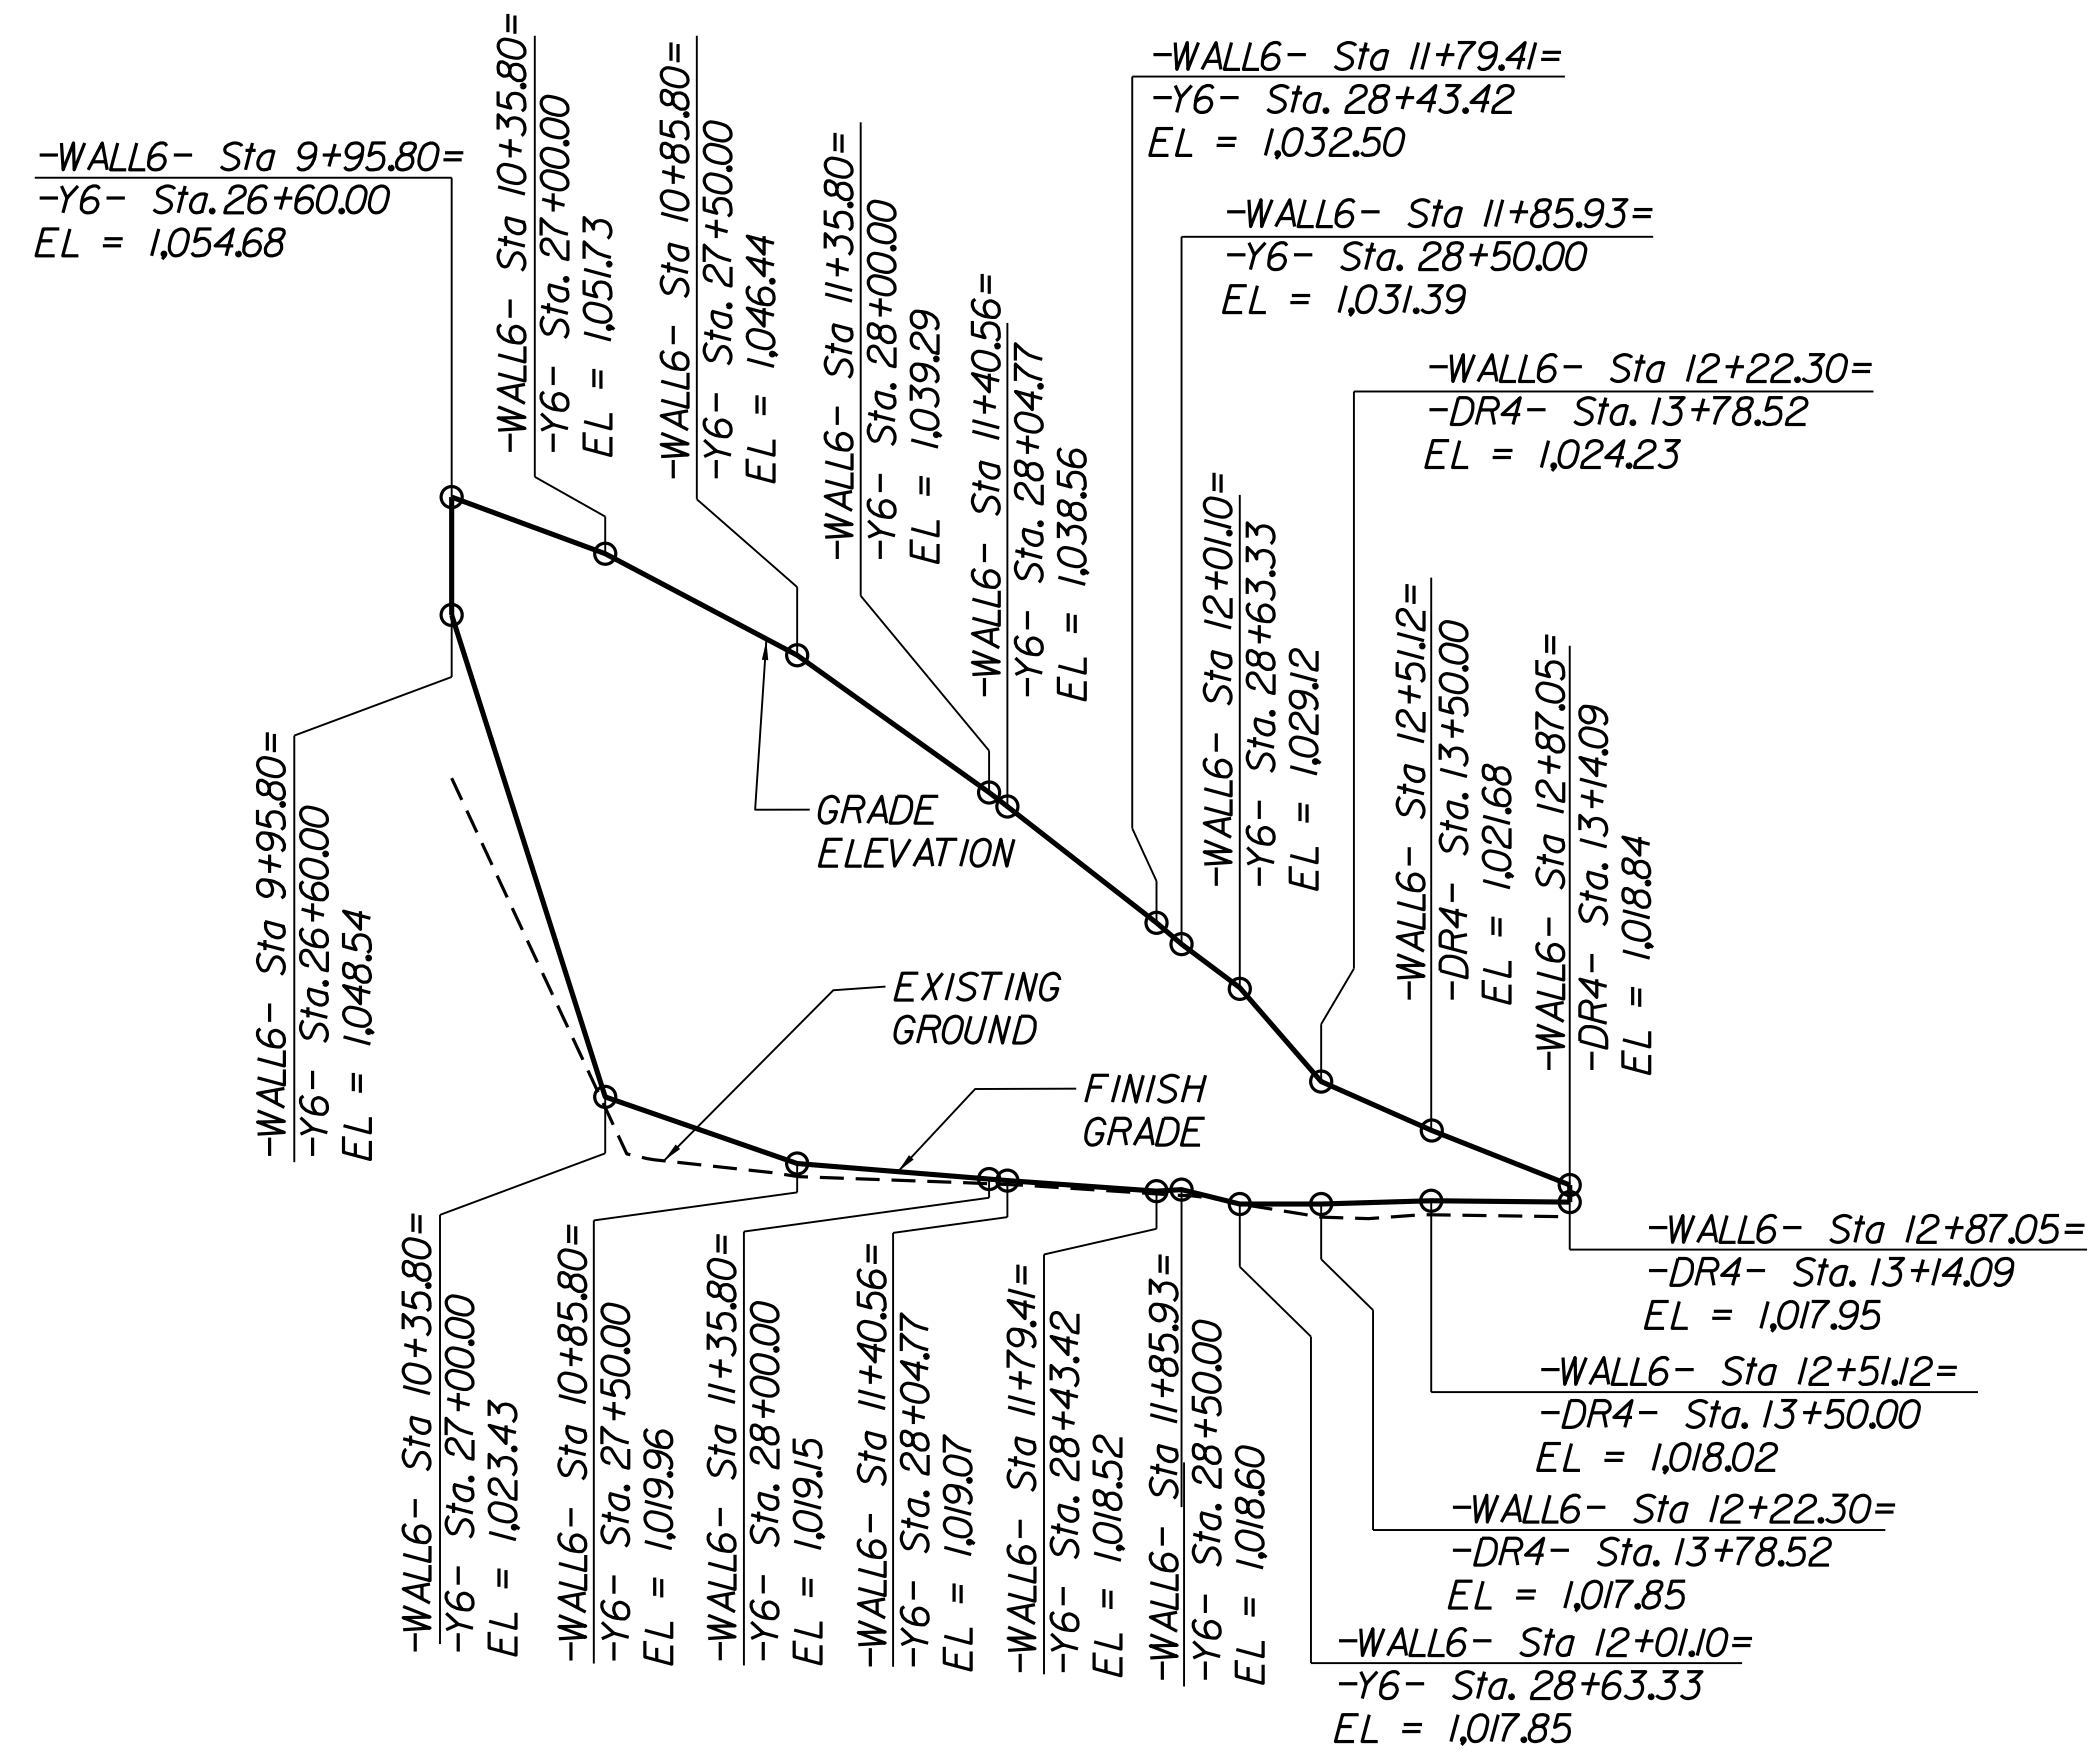 -WALL6- Sta 9+95.80=
-Y6- Sta. 26+60.00
EL = 1,054.68
-WALL6- Sta 10+35.80=
-Y6- Sta. 27+00.00
EL = 1,051.73
-WALL6- Sta 10+85.80=
-Y6- Sta. 27+50.00
EL = 1,046.44
-WALL6- Sta 11+35.80=
-Y6- Sta. 28+00.00
EL = 1,039.29
-WALL6- Sta 11+40.56=
-Y6- Sta. 28+04.77
EL = 1,038.56
-WALL6- Sta 11+79.41=
-Y6- Sta. 28+43.42
EL = 1,032.50
-WALL6- Sta 11+85.93=
-Y6- Sta. 28+50.00
EL = 1,031.39
-WALL6- Sta 12+01.10=
-Y6- Sta. 28+63.33
EL = 1,029.12
-WALL6- Sta 12+22.30=
-DR4- Sta. 13+78.52
EL = 1,024.23
-WALL6- Sta 12+51.12=
-DR4- Sta. 13+50.00
EL = 1,021.68
-WALL6- Sta 12+87.05=
-DR4- Sta. 13+14.09
EL = 1,018.84
GRADE
ELEVATION
EXISTING
GROUND
FINISH
GRADE
-WALL6- Sta 9+95.80=
-Y6- Sta. 26+60.00
EL = 1,048.54
-WALL6- Sta 10+35.80=
-Y6- Sta. 27+00.00
EL = 1,023.43
-WALL6- Sta 10+85.80=
-Y6- Sta. 27+50.00
EL = 1,019.96
-WALL6- Sta 11+35.80=
-Y6- Sta. 28+00.00
EL = 1,019.15
-WALL6- Sta 11+40.56=
-Y6- Sta. 28+04.77
EL = 1,019.07
-WALL6- Sta 11+79.41=
-Y6- Sta. 28+43.42
EL = 1,018.52
-WALL6- Sta 11+85.93=
-Y6- Sta. 28+50.00
EL = 1,018.60
-WALL6- Sta 12+87.05=
-DR4- Sta. 13+14.09
EL = 1,017.95
-WALL6- Sta 12+51.12=
-DR4- Sta. 13+50.00
EL = 1,018.02
-WALL6- Sta 12+22.30=
-DR4- Sta. 13+78.52
EL = 1,017.85
-WALL6- Sta 12+01.10=
-Y6- Sta. 28+63.33
EL = 1,017.85